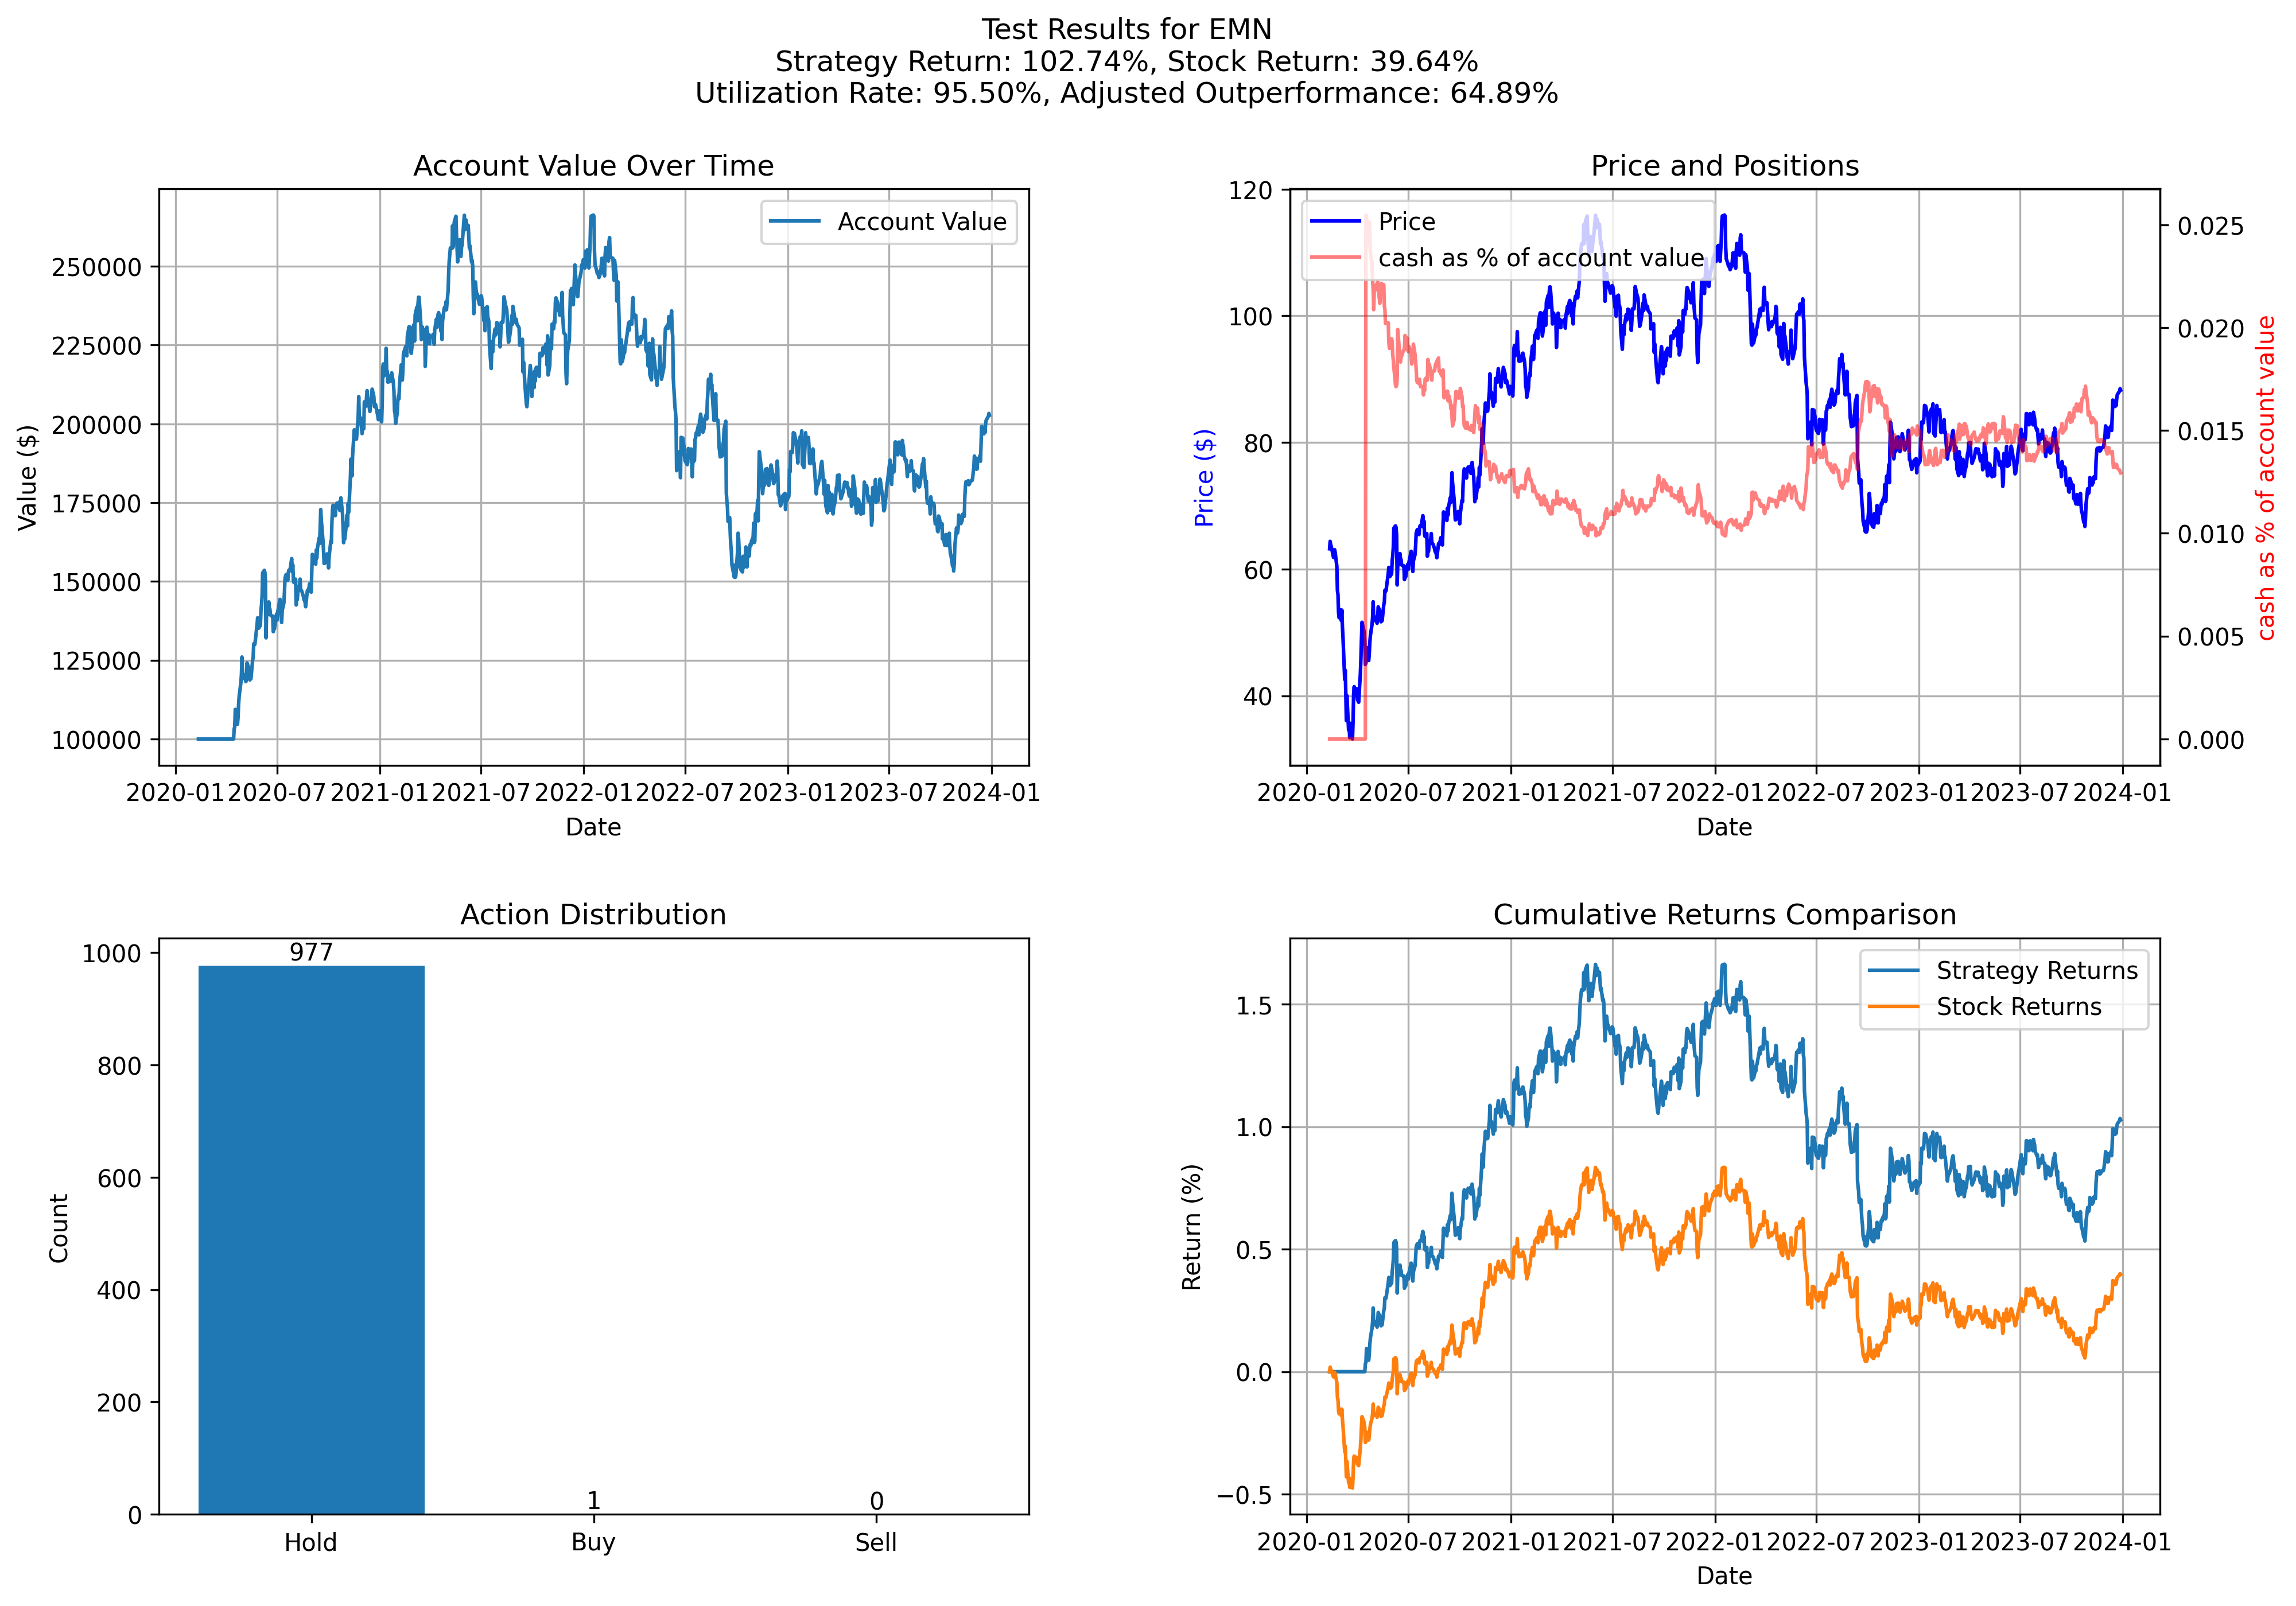 Test Results for EMN
Strategy Return: 102.74%, Stock Return: 39.64%
Utilization Rate: 95.50%, Adjusted Outperformance: 64.89%
Account Value Over Time
Account Value
Value ($)
250000
225000
200000
175000
150000
125000
100000
2020-01 2020-07 2021-01 2021-07 2022-01 2022-07 2023-01 2023-07 2024-01
Date
Price and Positions
Price
cash as % of account value
Price ($)
120
100
80
60
40
0.025
0.020
0.015
0.010
0.005
0.000
cash as % of account value
2020-01 2020-07 2021-01 2021-07 2022-01 2022-07 2023-01 2023-07 2024-01
Date
Action Distribution
Count
1000
800
600
400
200
0
977
1
0
Hold Buy Sell
Cumulative Returns Comparison
Strategy Returns
Stock Returns
Return (%)
1.5
1.0
0.5
0.0
−0.5
2020-01 2020-07 2021-01 2021-07 2022-01 2022-07 2023-01 2023-07 2024-01
Date